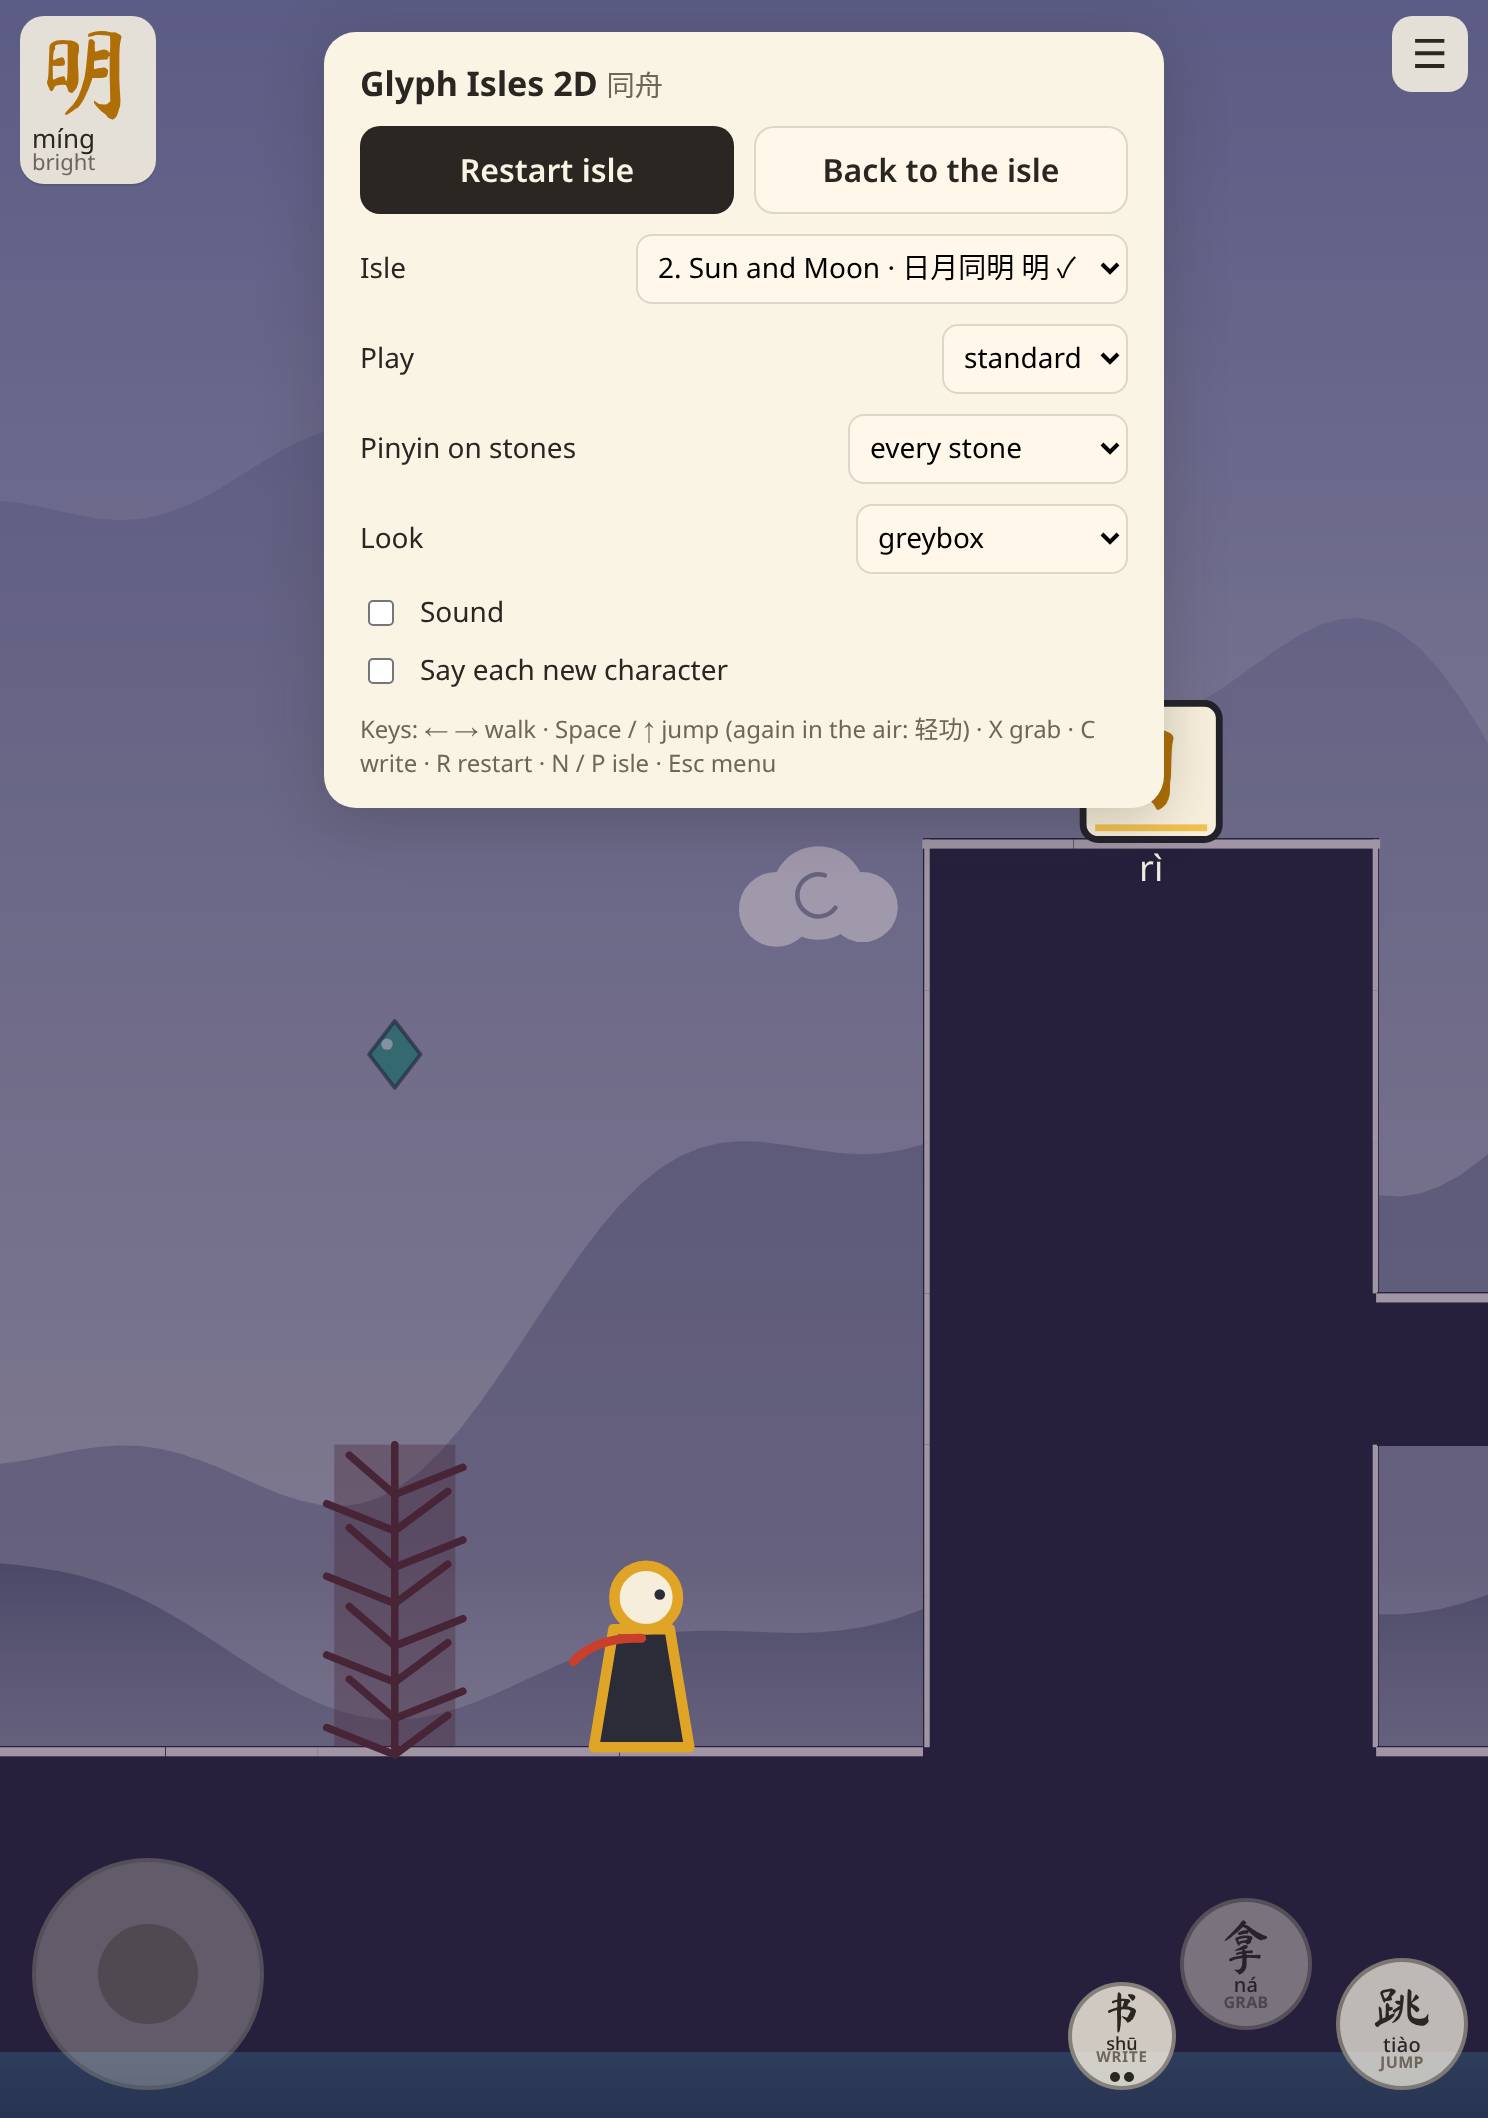 明
míng
bright
☰
Glyph Isles 2D 同舟
Restart isle
Back to the isle
Isle
2. Sun and Moon · 日月同明 明 ✓
Play
standard
Pinyin on stones
every stone
Look
greybox
Sound
Say each new character
Keys: ← → walk · Space / ↑ jump (again in the air: 轻功) · X grab · C
write · R restart · N / P isle · Esc menu
rì
拿
ná
GRAB
书
shū
WRITE
跳
tiào
JUMP